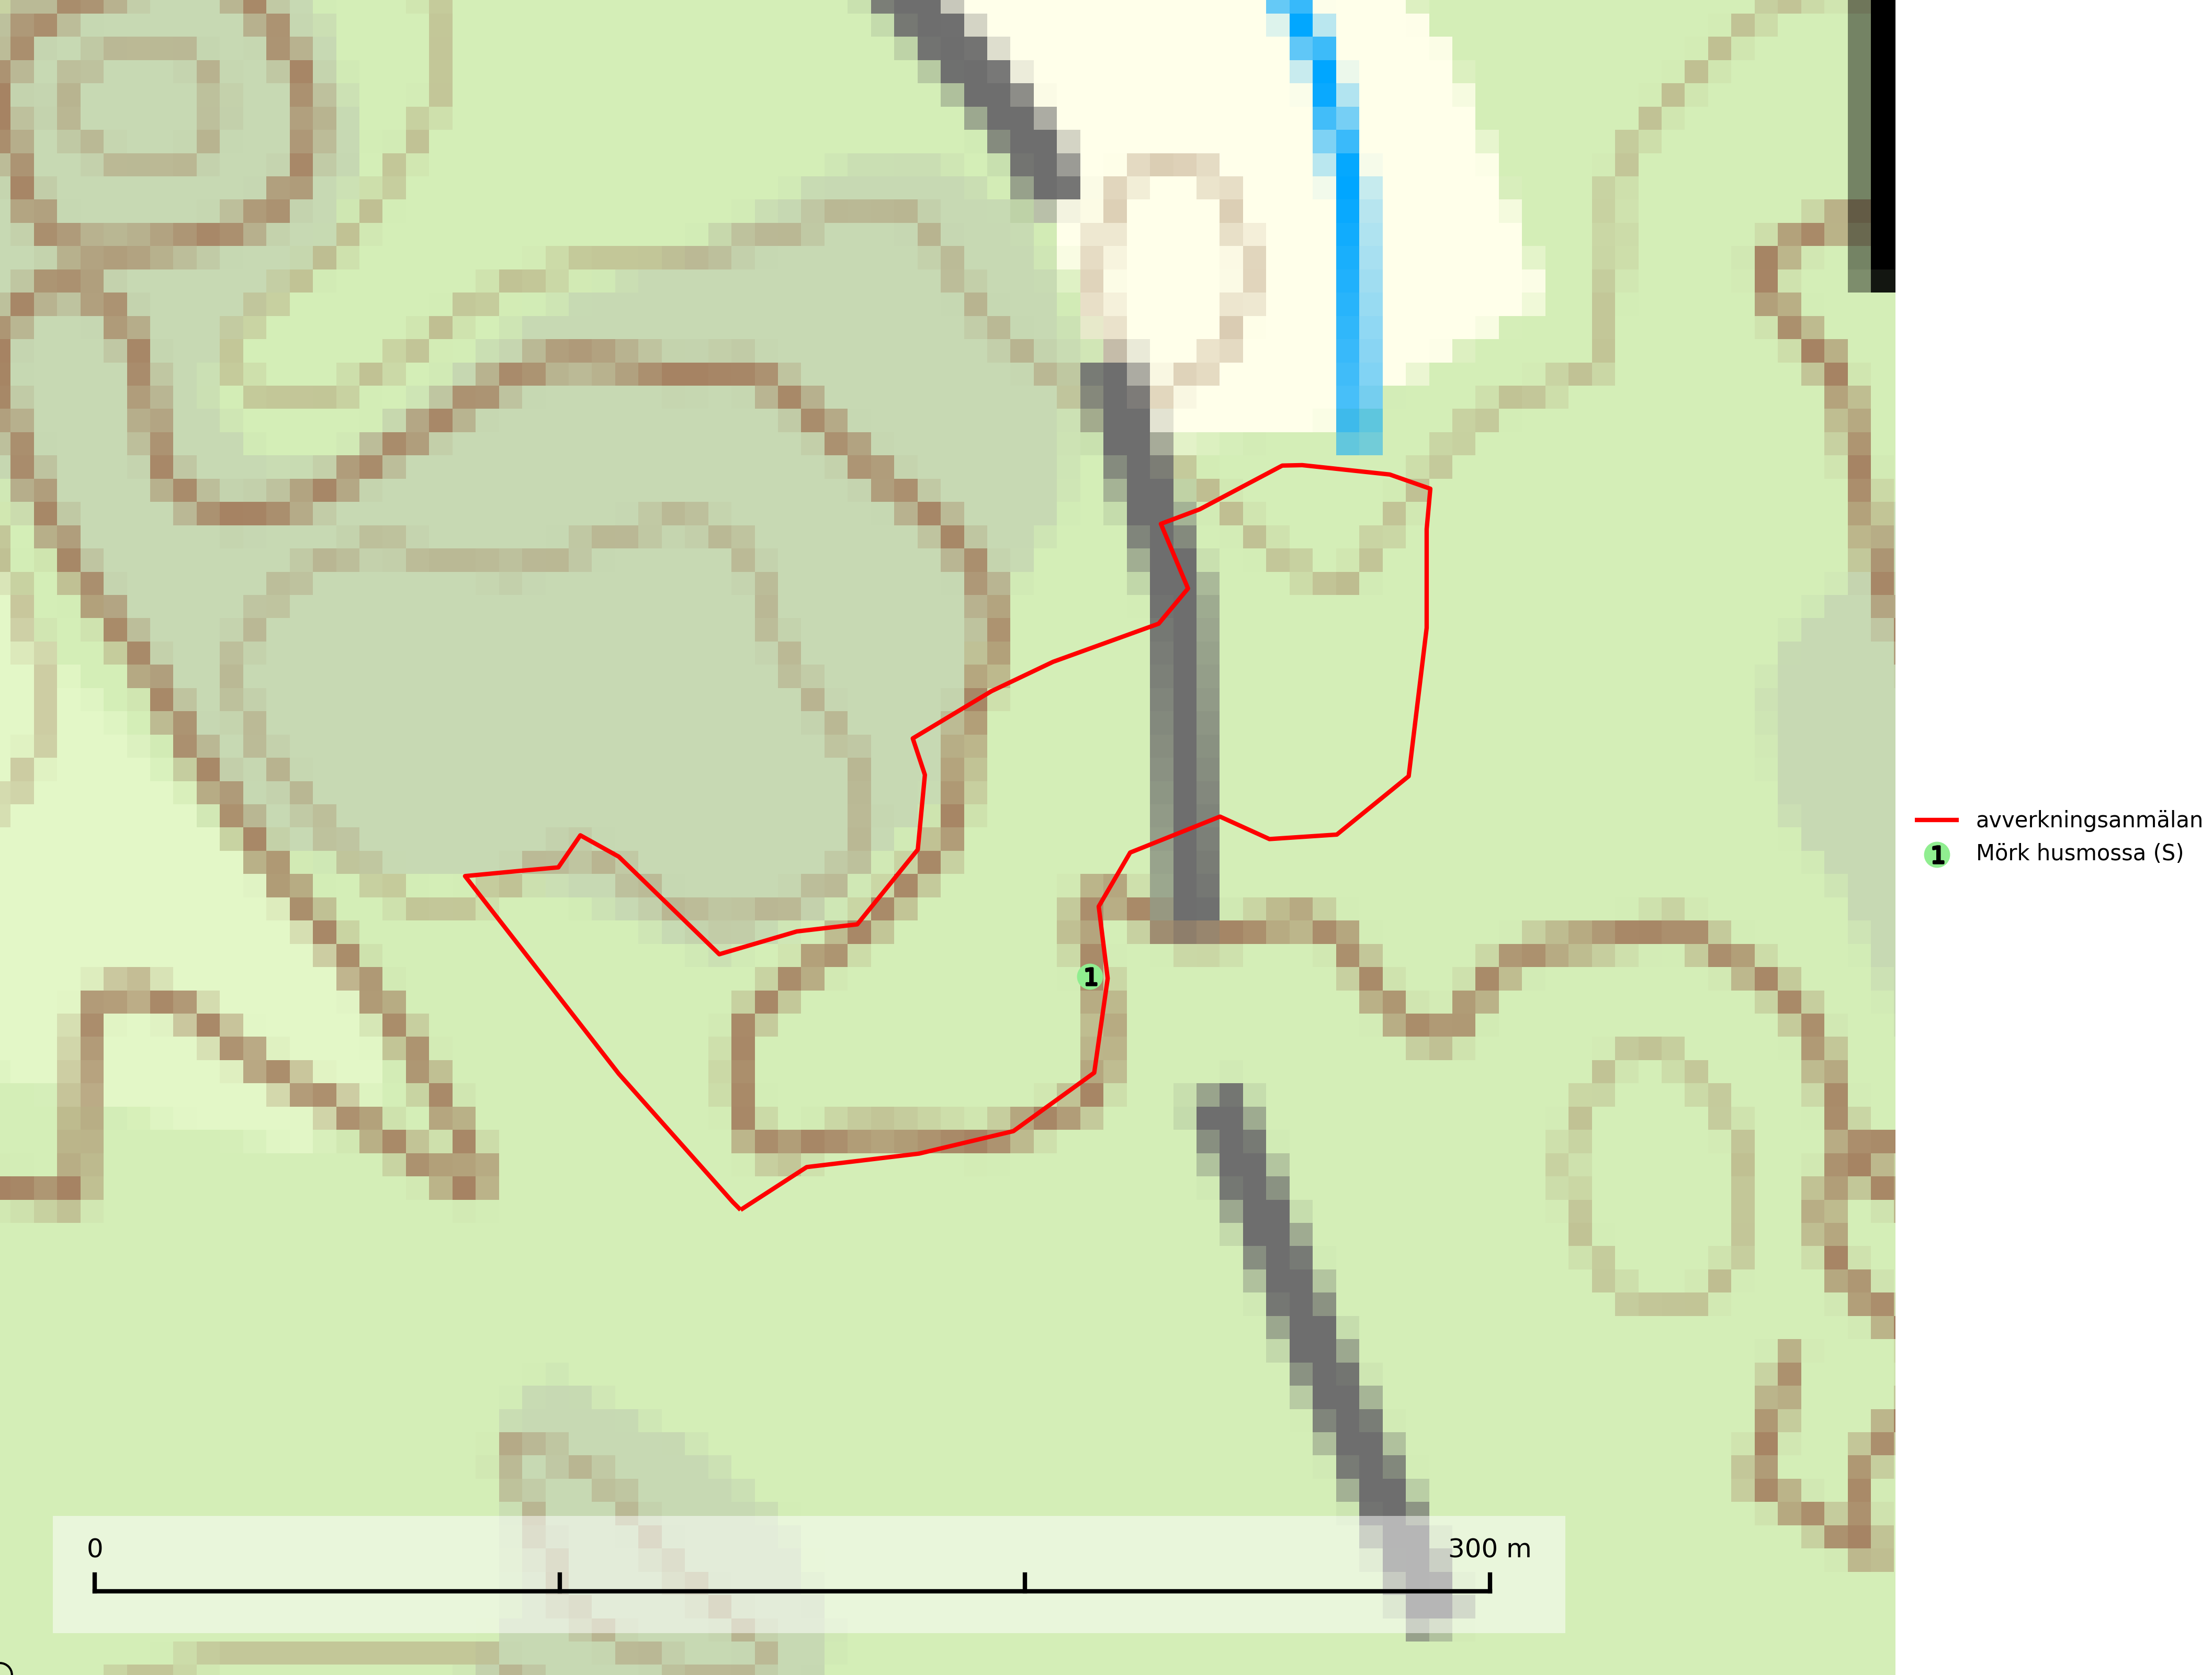 avverkningsanmälan
1 Mörk husmossa (S)
1
0 300 m